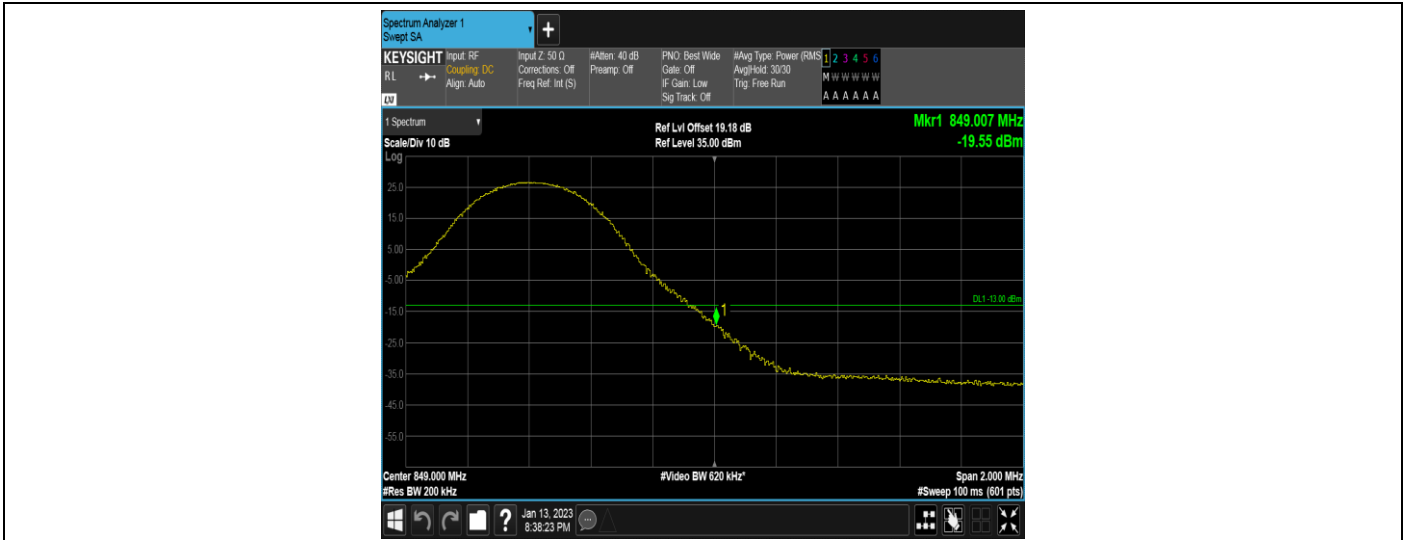 Spectrum Analyzer 1
Swept SA
+
KEYSIGHT
RL
LXI
Input: RF
Coupling: DC
Align: Auto
Input Z: 50 Ω
Corrections: Off
Freq Ref: Int (S)
#Atten: 40 dB
Preamp: Off
PNO: Best Wide
Gate: Off
IF Gain: Low
Sig Track: Off
#Avg Type: Power (RMS
Avg|Hold: 30/30
Trig: Free Run
1 2 3 4 5 6
M W W W W W
A A A A A A
1 Spectrum
Scale/Div 10 dB
Log
Ref Lvl Offset 19.18 dB
Ref Level 35.00 dBm
Mkr1 849.007 MHz
-19.55 dBm
25.0
15.0
5.00
-5.00
DL1 -13.00 dBm
-15.0
1
-25.0
-35.0
-45.0
-55.0
Center 849.000 MHz
#Video BW 620 kHz*
Span 2.000 MHz
#Res BW 200 kHz
#Sweep 100 ms (601 pts)
?
Jan 13, 2023
8:38:23 PM